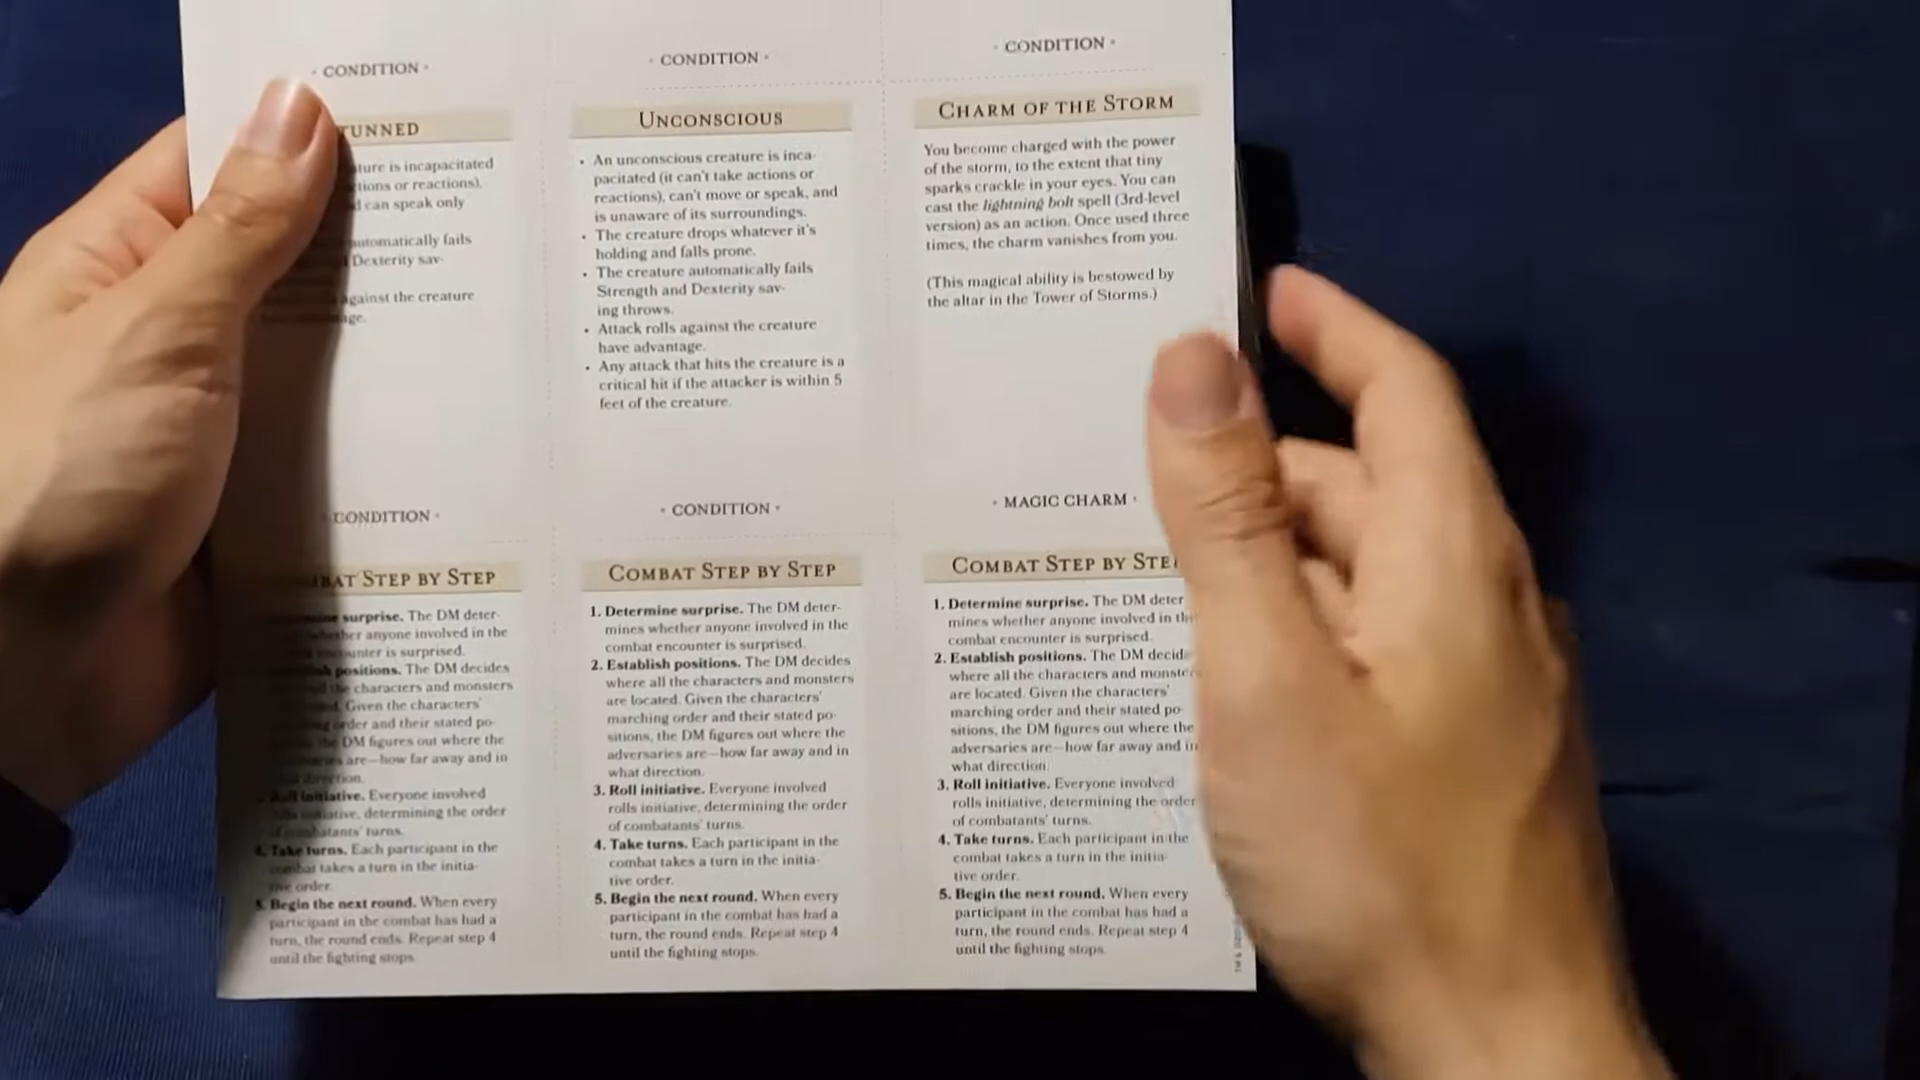 · CONDITION ·
· CONDITION ·
· CONDITION ·
TUNNED
ture is incapacitated
tions or reactions),
d can speak only
automatically fails
Dexterity sav-
against the creature
age.
· CONDITION ·
UNCONSCIOUS
· An unconscious creature is inca-
pacitated (it can't take actions or
reactions), can't move or speak, and
is unaware of its surroundings.
· The creature drops whatever it's
holding and falls prone.
· The creature automatically fails
Strength and Dexterity sav-
ing throws.
· Attack rolls against the creature
have advantage.
· Any attack that hits the creature is a
critical hit if the attacker is within 5
feet of the creature.
· CONDITION ·
CHARM OF THE STORM
You become charged with the power
of the storm, to the extent that tiny
sparks crackle in your eyes. You can
cast the lightning bolt spell (3rd-level
version) as an action. Once used three
times, the charm vanishes from you.
(This magical ability is bestowed by
the altar in the Tower of Storms.)
· MAGIC CHARM ·
BAT STEP BY STEP
surprise. The DM deter-
whether anyone involved in the
encounter is surprised.
positions. The DM decides
all the characters and monsters
Given the characters'
order and their stated po-
the DM figures out where the
are—how far away and in
direction.
Roll initiative. Everyone involved
rolls initiative, determining the order
of combatants' turns.
4. Take turns. Each participant in the
combat takes a turn in the initia-
tive order.
5. Begin the next round. When every
participant in the combat has had a
turn, the round ends. Repeat step 4
until the fighting stops.
COMBAT STEP BY STEP
1. Determine surprise. The DM deter-
mines whether anyone involved in the
combat encounter is surprised.
2. Establish positions. The DM decides
where all the characters and monsters
are located. Given the characters'
marching order and their stated po-
sitions, the DM figures out where the
adversaries are—how far away and in
what direction.
3. Roll initiative. Everyone involved
rolls initiative, determining the order
of combatants' turns.
4. Take turns. Each participant in the
combat takes a turn in the initia-
tive order.
5. Begin the next round. When every
participant in the combat has had a
turn, the round ends. Repeat step 4
until the fighting stops.
COMBAT STEP BY STE
1. Determine surprise. The DM deter
mines whether anyone involved in th
combat encounter is surprised.
2. Establish positions. The DM decid
where all the characters and monsters
are located. Given the characters'
marching order and their stated po-
sitions, the DM figures out where the
adversaries are—how far away and in
what direction.
3. Roll initiative. Everyone involved
rolls initiative, determining the order
of combatants' turns.
4. Take turns. Each participant in the
combat takes a turn in the initia-
tive order.
5. Begin the next round. When every
participant in the combat has had a
turn, the round ends. Repeat step 4
until the fighting stops.